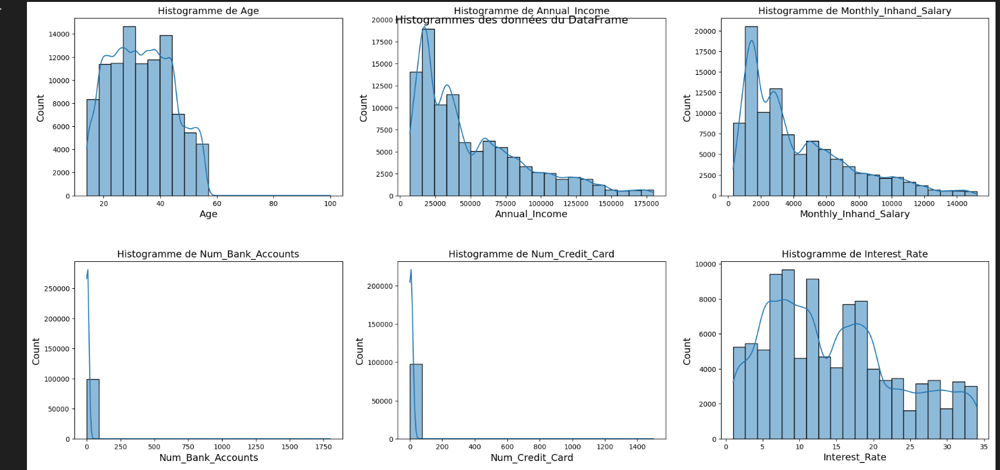 Histogramme de Age
Histogramme de Annual_Income
Histogramme de Monthly_Inhand_Salary
Histogrammes des données du DataFrame
Count
14000
12000
10000
8000
6000
4000
2000
0
20 40 60 80 100
Age
Count
20000
17500
15000
12500
10000
7500
5000
2500
0
0 25000 50000 75000 100000 125000 150000 175000
Annual_Income
Count
20000
17500
15000
12500
10000
7500
5000
2500
0
0 2000 4000 6000 8000 10000 12000 14000
Monthly_Inhand_Salary
Histogramme de Num_Bank_Accounts
Histogramme de Num_Credit_Card
Histogramme de Interest_Rate
Count
250000
200000
150000
100000
50000
0
0 250 500 750 1000 1250 1500 1750
Num_Bank_Accounts
Count
200000
150000
100000
50000
0
0 200 400 600 800 1000 1200 1400
Num_Credit_Card
Count
10000
8000
6000
4000
2000
0
0 5 10 15 20 25 30 35
Interest_Rate